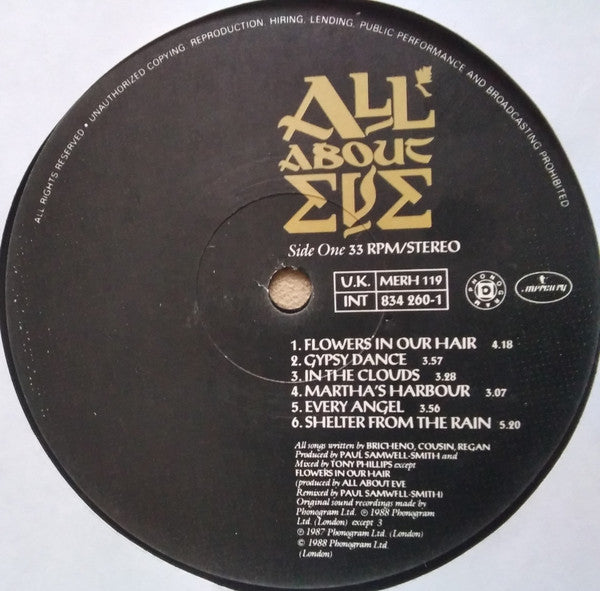 ALL RIGHTS RESERVED • UNAUTHORIZED COPYING, REPRODUCTION, HIRING, LENDING, PUBLIC PERFORMANCE AND BROADCASTING PROHIBITED
ALL
ABOUT
EVE
Side One 33 RPM/STEREO
U.K. MERH 119
INT 834 260-1
PHONOGRAM
mercury
1. FLOWERS IN OUR HAIR 4.18
2. GYPSY DANCE 3.57
3. IN THE CLOUDS 3.28
4. MARTHA'S HARBOUR 3.07
5. EVERY ANGEL 3.56
6. SHELTER FROM THE RAIN 5.20
All songs written by BRICHENO, COUSIN, REGAN
Produced by PAUL SAMWELL-SMITH and
Mixed by TONY PHILLIPS except
FLOWERS IN OUR HAIR
(produced by ALL ABOUT EVE
Remixed by PAUL SAMWELL-SMITH)
Original sound recordings made by
Phonogram Ltd. ℗ 1988 Phonogram
Ltd. (London) except 3
℗ 1987 Phonogram Ltd. (London)
© 1988 Phonogram Ltd.
(London)